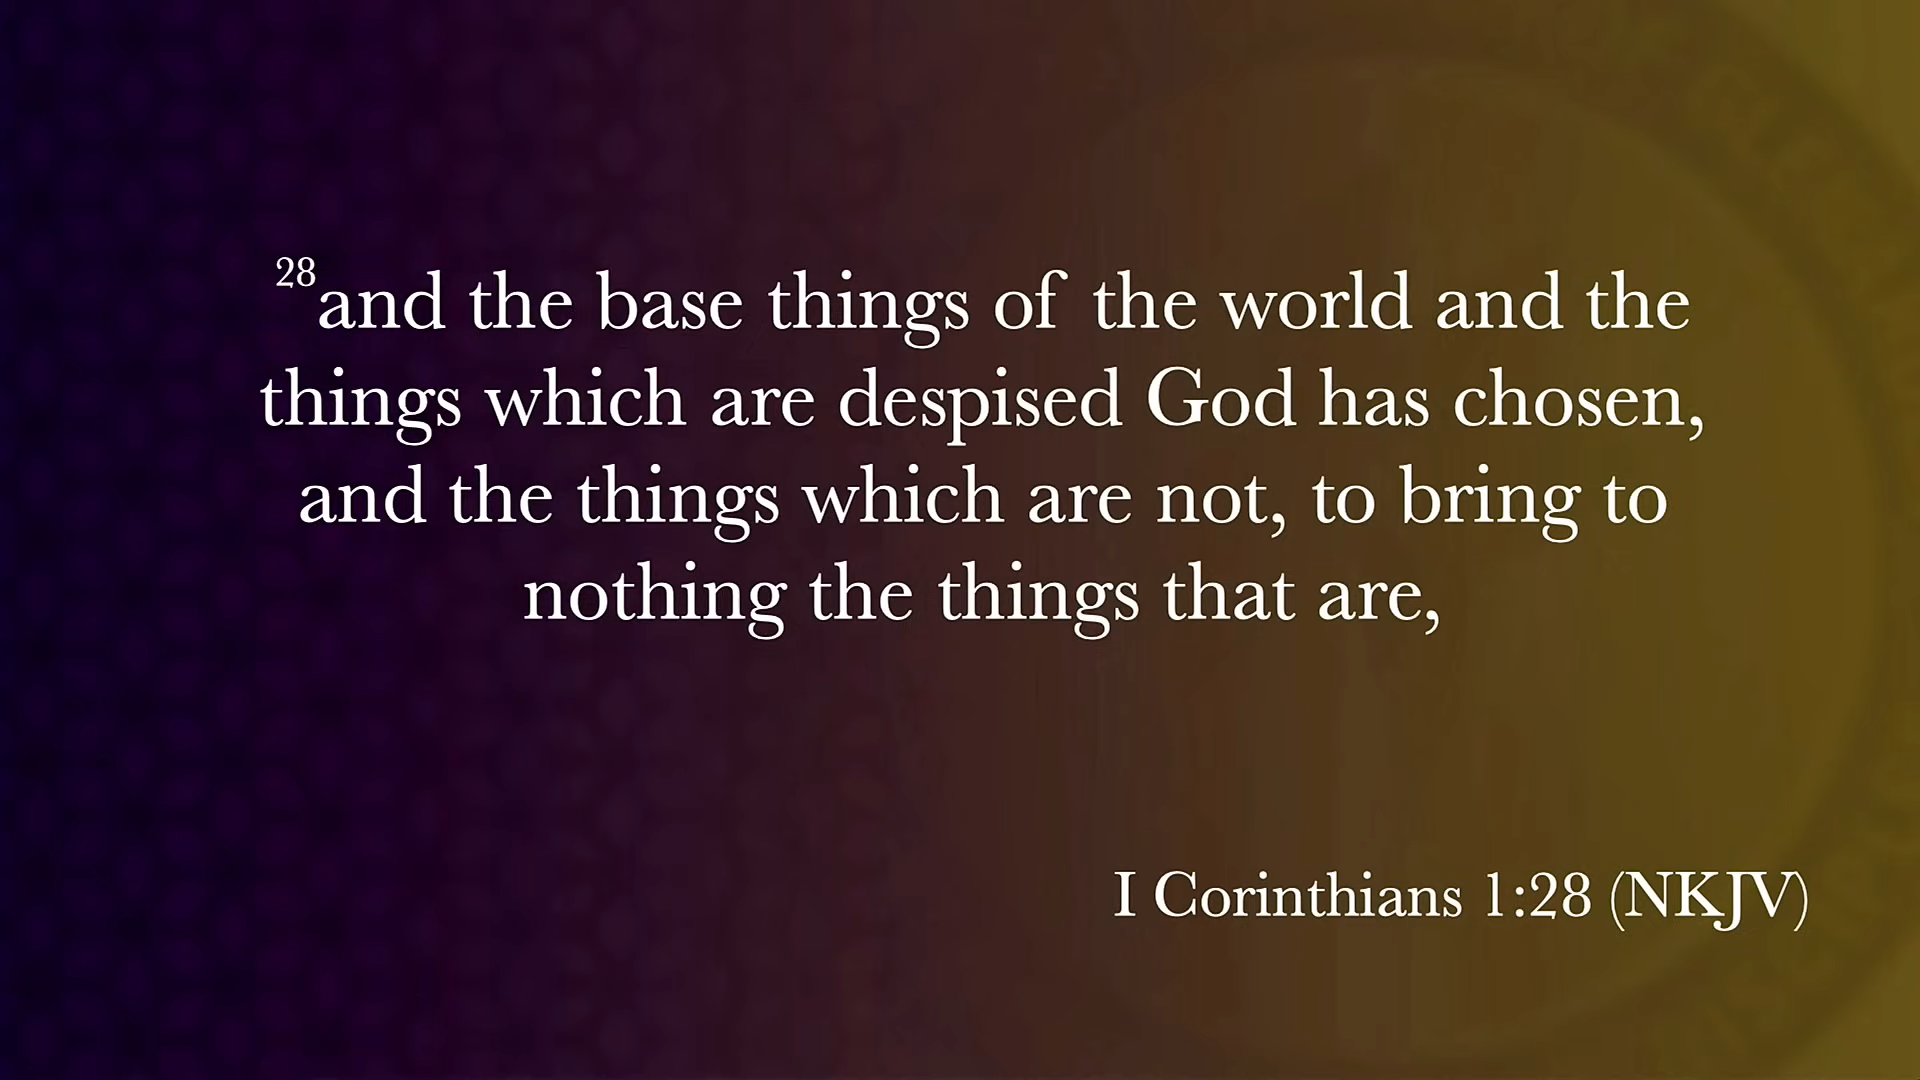 28and the base things of the world and the
things which are despised God has chosen,
and the things which are not, to bring to
nothing the things that are,
I Corinthians 1:28 (NKJV)